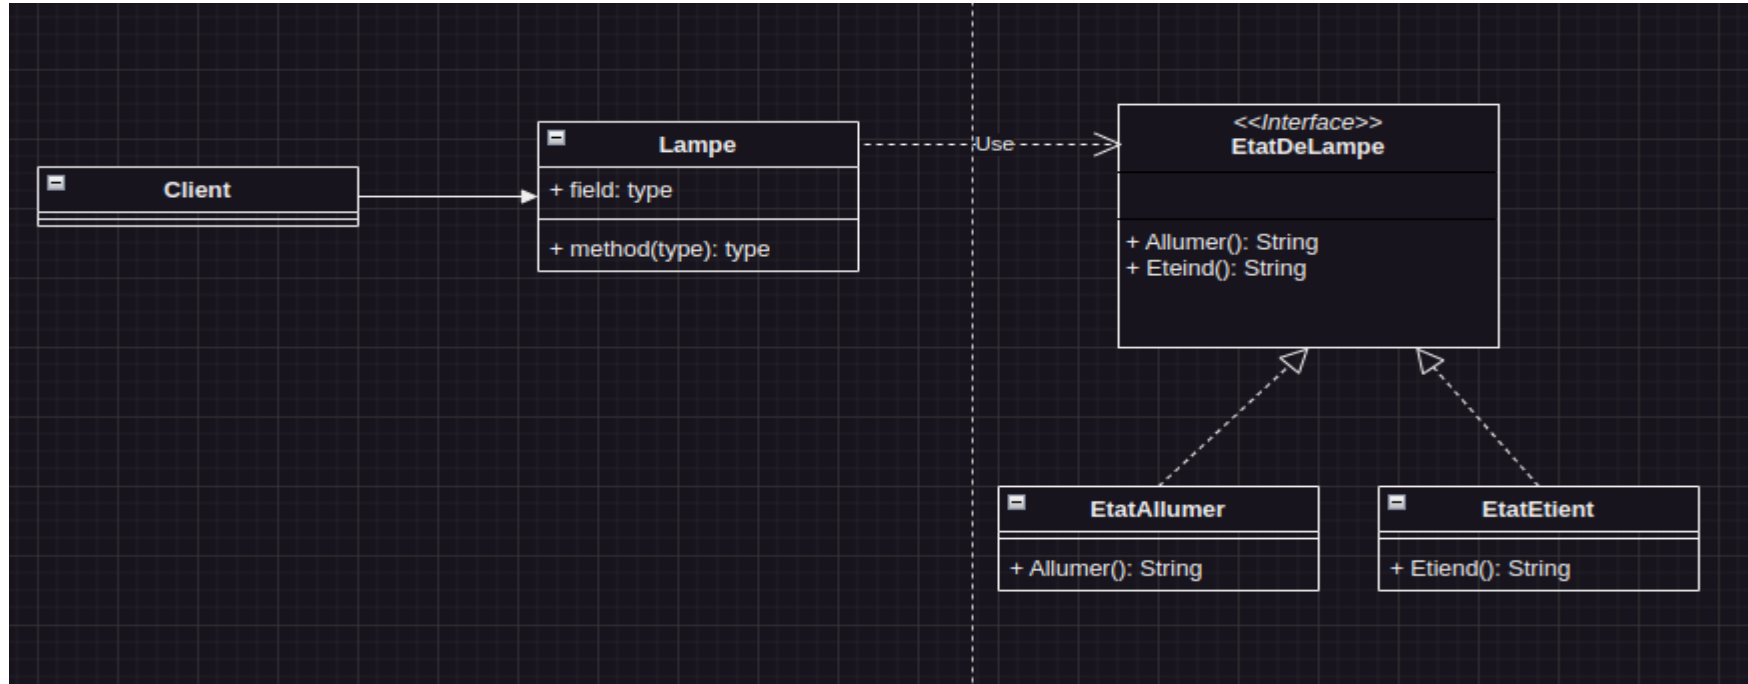 Client
Lampe
+ field: type
+ method(type): type
Use
<<Interface>>
EtatDeLampe
+ Allumer(): String
+ Eteind(): String
EtatAllumer
+ Allumer(): String
EtatEtient
+ Etiend(): String